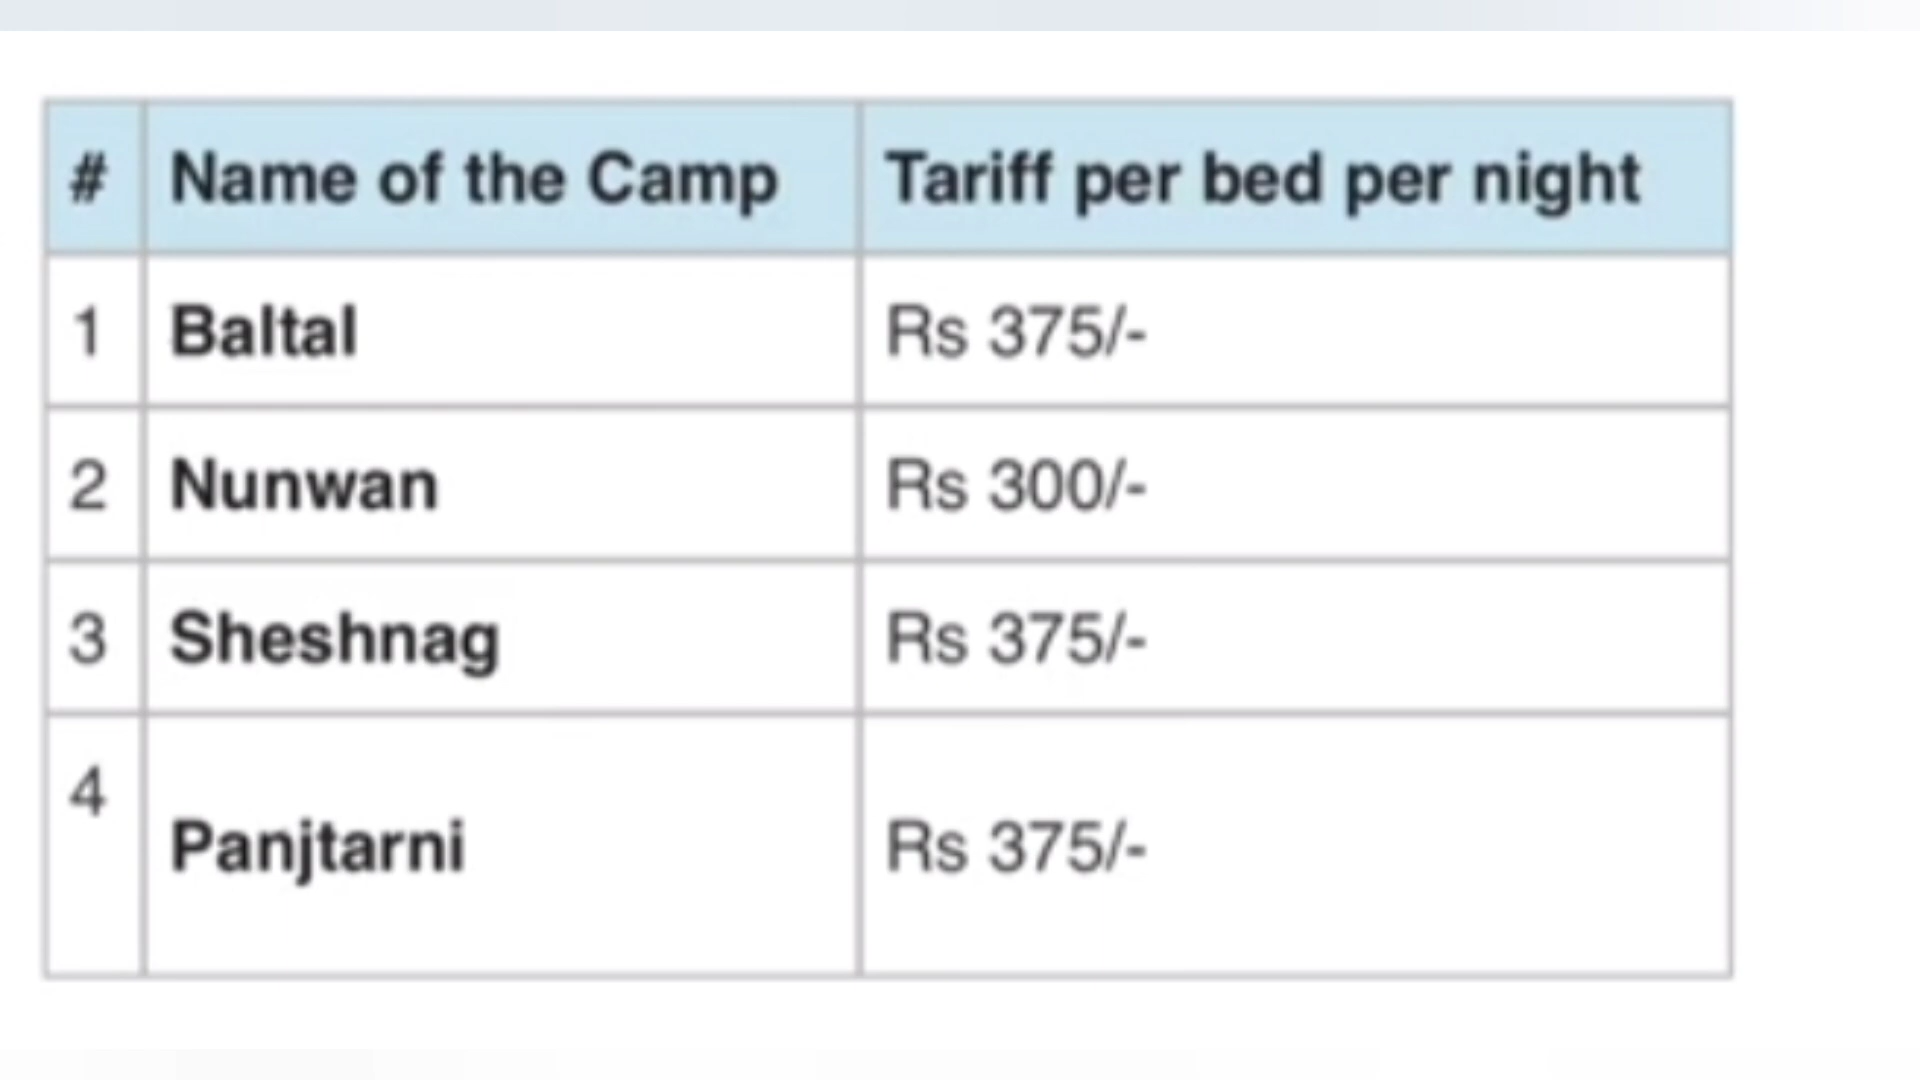 # Name of the Camp Tariff per bed per night
1 Baltal Rs 375/-
2 Nunwan Rs 300/-
3 Sheshnag Rs 375/-
4 Panjtarni Rs 375/-